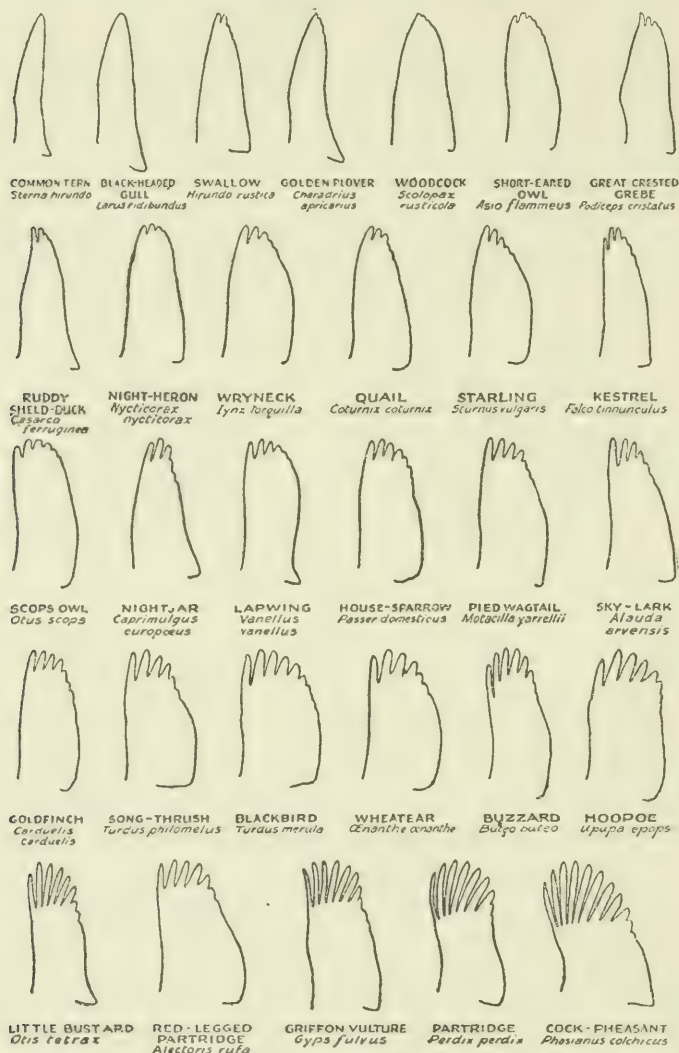 COMMON TERN
Sterna hirundo
BLACK-HEADED
GULL
Larus ridibundus
SWALLOW
Hirundo rustica
GOLDEN PLOVER
Charadrius
apricarius
WOODCOCK
Scolopax
rusticola
SHORT-EARED
OWL
Asio flammeus
GREAT CRESTED
GREBE
Podiceps cristatus
RUDDY
SHELD-DUCK
Casarca
ferruginea
NIGHT-HERON
Nycticorax
nycticorax
WRYNECK
Iynx torquilla
QUAIL
Coturnix coturnix
STARLING
Sturnus vulgaris
KESTREL
Falco tinnunculus
SCOPS OWL
Otus scops
NIGHTJAR
Caprimulgus
europœus
LAPWING
Vanellus
vanellus
HOUSE-SPARROW
Passer domesticus
PIED WAGTAIL
Motacilla yarrellii
SKY-LARK
Alauda
arvensis
GOLDFINCH
Carduelis
carduelis
SONG-THRUSH
Turdus philomelus
BLACKBIRD
Turdus merula
WHEATEAR
Œnanthe œnanthe
BUZZARD
Buteo buteo
HOOPOE
Upupa epops
LITTLE BUSTARD
Otis tetrax
RED-LEGGED
PARTRIDGE
Alectoris rufa
GRIFFON VULTURE
Gyps fulvus
PARTRIDGE
Perdix perdix
COCK-PHEASANT
Phasianus colchicus